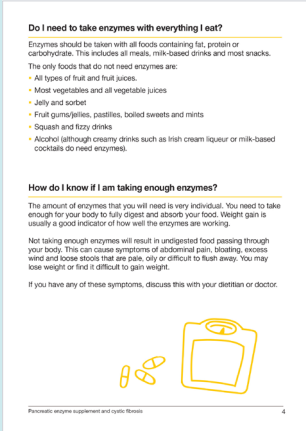 Do I need to take enzymes with everything I eat?
Enzymes should be taken with all foods containing fat, protein or
carbohydrate. This includes all meals, milk-based drinks and most snacks.
The only foods that do not need enzymes are:
• All types of fruit and fruit juices.
• Most vegetables and all vegetable juices
• Jelly and sorbet
• Fruit gums/jellies, pastilles, boiled sweets and mints
• Squash and fizzy drinks
• Alcohol (although creamy drinks such as Irish cream liqueur or milk-based
cocktails do need enzymes).
How do I know if I am taking enough enzymes?
The amount of enzymes that you will need is very individual. You need to take
enough for your body to fully digest and absorb your food. Weight gain is
usually a good indicator of how well the enzymes are working.
Not taking enough enzymes will result in undigested food passing through
your body. This can cause symptoms of abdominal pain, bloating, excess
wind and loose stools that are pale, oily or difficult to flush away. You may
lose weight or find it difficult to gain weight.
If you have any of these symptoms, discuss this with your dietitian or doctor.
Pancreatic enzyme supplement and cystic fibrosis
4